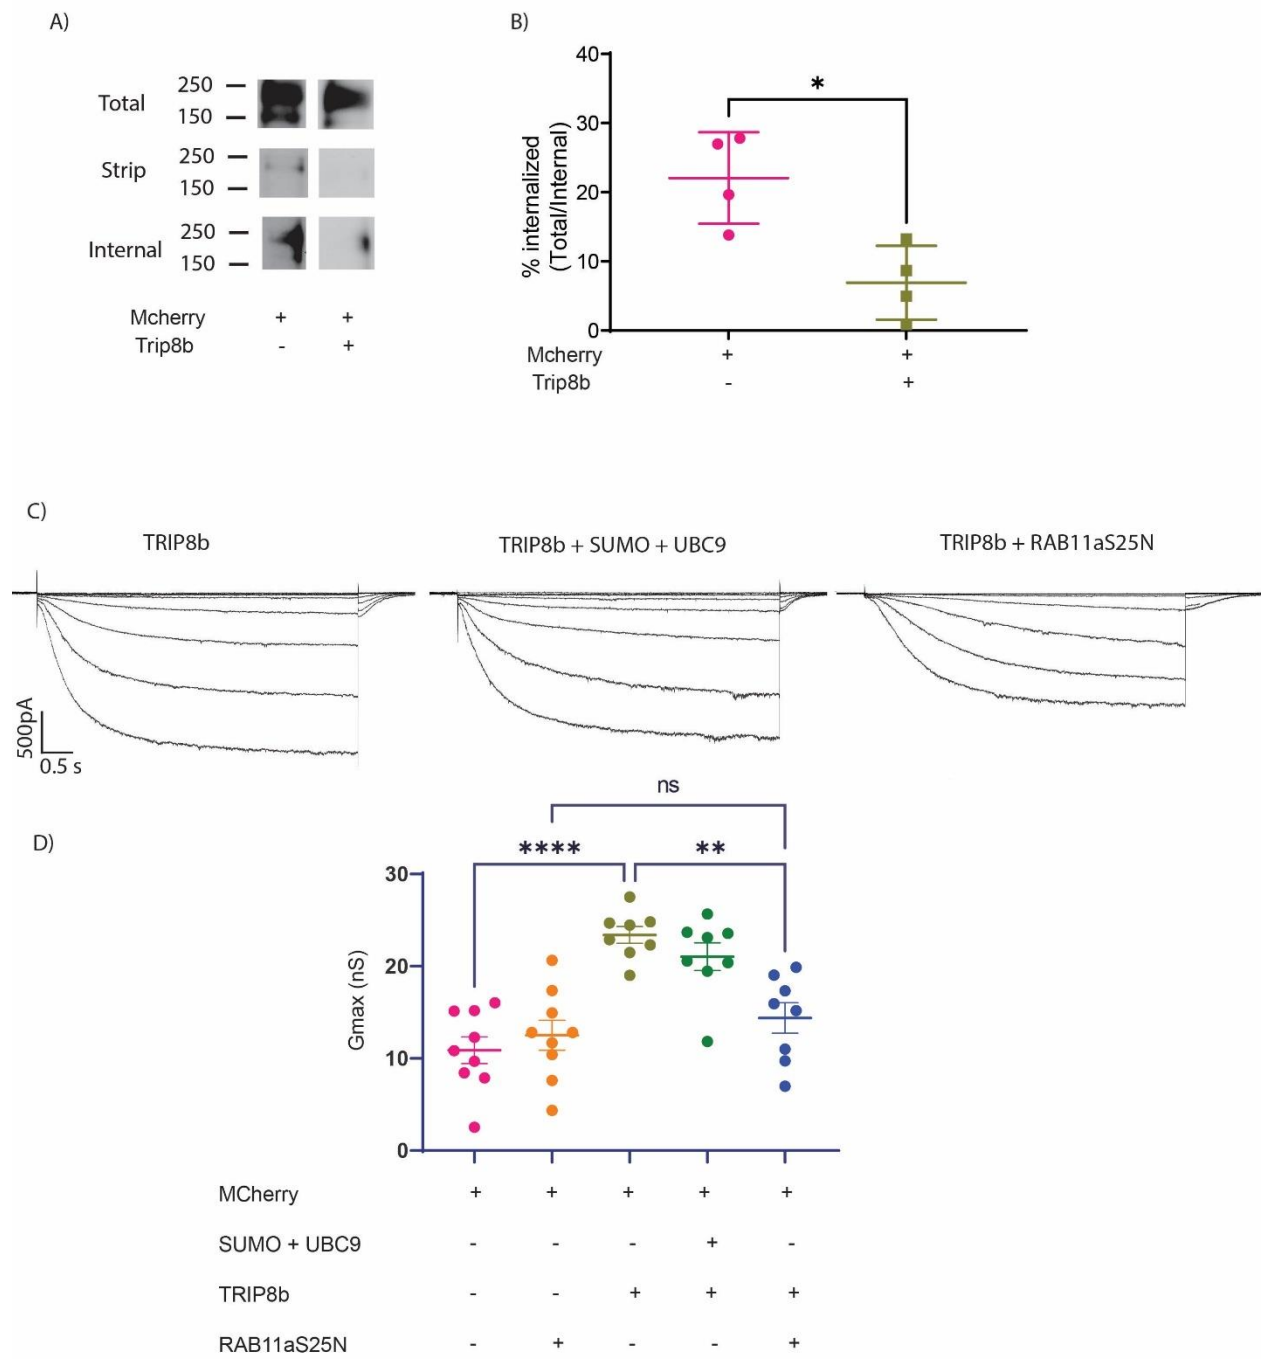 A)
Total
250
150
Strip
250
150
Internal
250
150
Mcherry + +
Trip8b - +
B)
% internalized
(Total/Internal)
40
30
20
10
0
*
Mcherry + +
Trip8b - +
C)
TRIP8b
TRIP8b + SUMO + UBC9
TRIP8b + RAB11aS25N
500pA
0.5 s
D)
ns
**** **
Gmax (nS)
30
20
10
0
MCherry + + + + +
SUMO + UBC9 - - - + -
TRIP8b - - + + +
RAB11aS25N - + - - +